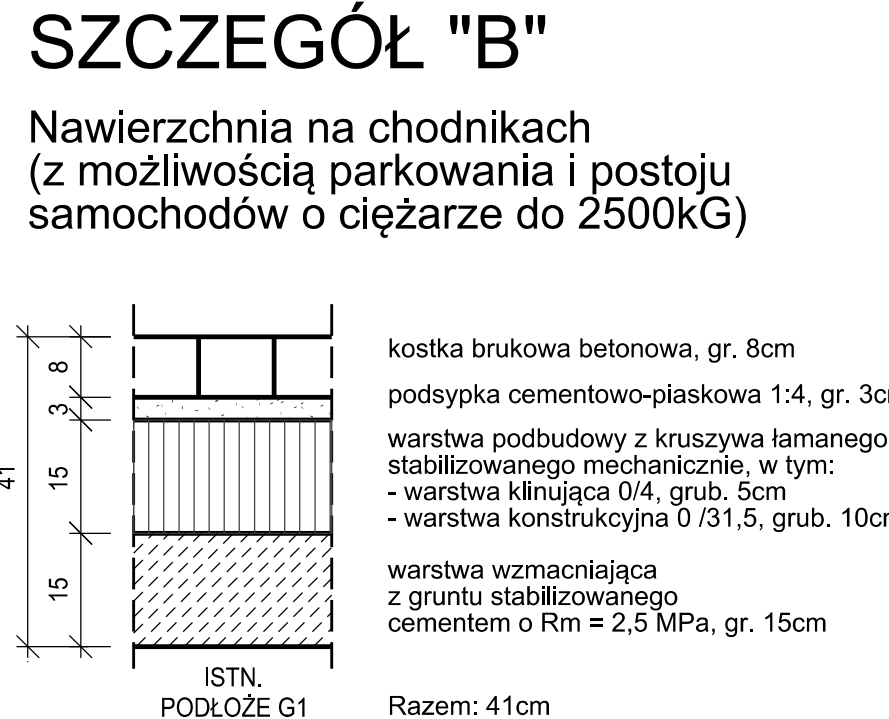 SZCZEGÓŁ "B"
Nawierzchnia na chodnikach
(z możliwością parkowania i postoju
samochodów o ciężarze do 2500kG)
41
8
3
15
15
kostka brukowa betonowa, gr. 8cm
podsypka cementowo-piaskowa 1:4, gr. 3cm
warstwa podbudowy z kruszywa łamanego
stabilizowanego mechanicznie, w tym:
- warstwa klinująca 0/4, grub. 5cm
- warstwa konstrukcyjna 0 /31,5, grub. 10cm
warstwa wzmacniająca
z gruntu stabilizowanego
cementem o Rm = 2,5 MPa, gr. 15cm
ISTN.
PODŁOŻE G1
Razem: 41cm